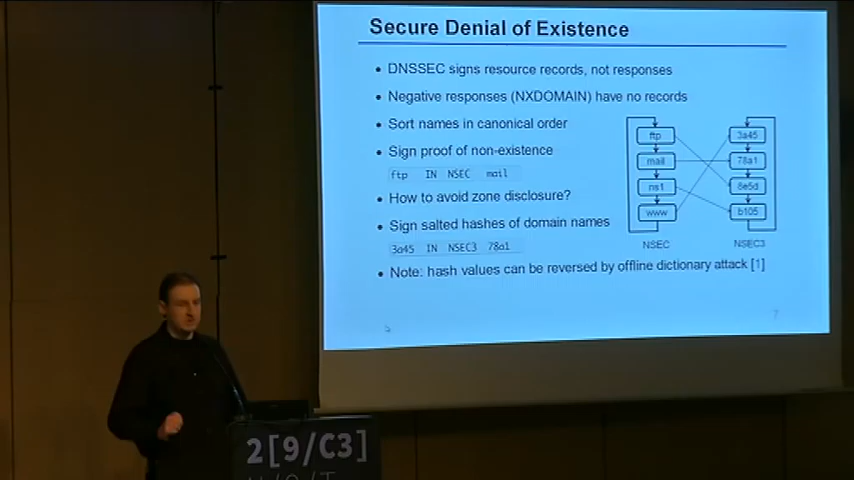 Secure Denial of Existence
• DNSSEC signs resource records, not responses
• Negative responses (NXDOMAIN) have no records
• Sort names in canonical order
• Sign proof of non-existence
ftp IN NSEC mail
• How to avoid zone disclosure?
• Sign salted hashes of domain names
3a45 IN NSEC3 78a1
• Note: hash values can be reversed by offline dictionary attack [1]
ftp 3a45
mail 78a1
ns1 8e5d
www b105
NSEC NSEC3
7
2[9/C3]